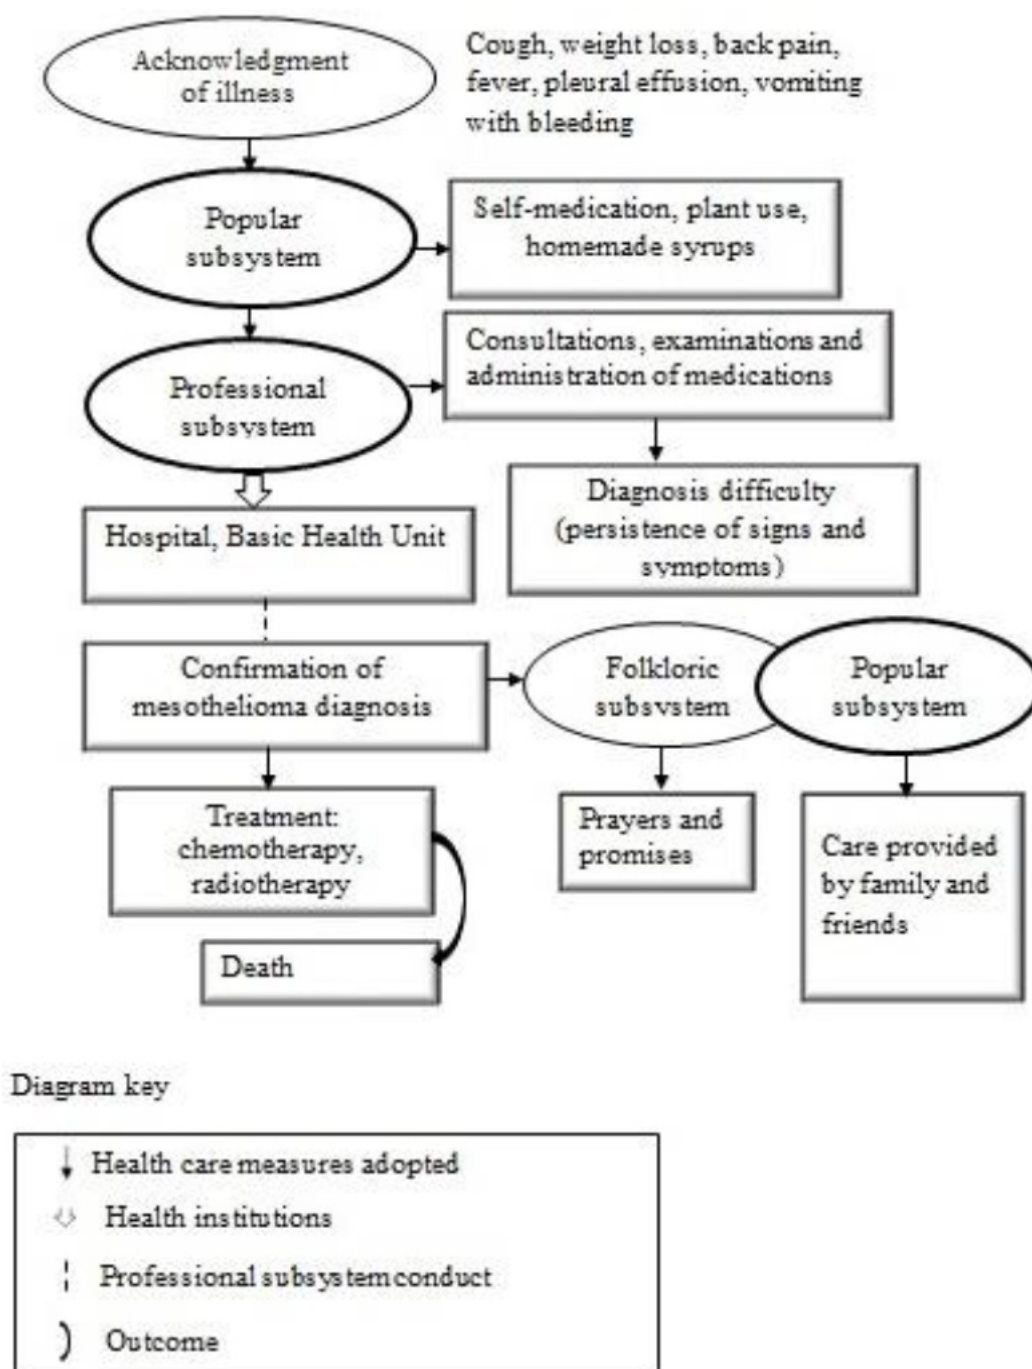 Acknowledgment
of illness
Cough, weight loss, back pain,
fever, pleural effusion, vomiting
with bleeding
Popular
subsystem
Self-medication, plant use,
homemade syrups
Professional
subsystem
Consultations, examinations and
administration of medications
Diagnosis difficulty
(persistence of signs and
symptoms)
Hospital, Basic Health Unit
Confirmation of
mesothelioma diagnosis
Folkloric
subsystem
Popular
subsystem
Treatment:
chemotherapy,
radiotherapy
Prayers and
promises
Care provided
by family and
friends
Death
Diagram key
Health care measures adopted
Health institutions
Professional subsystem conduct
Outcome